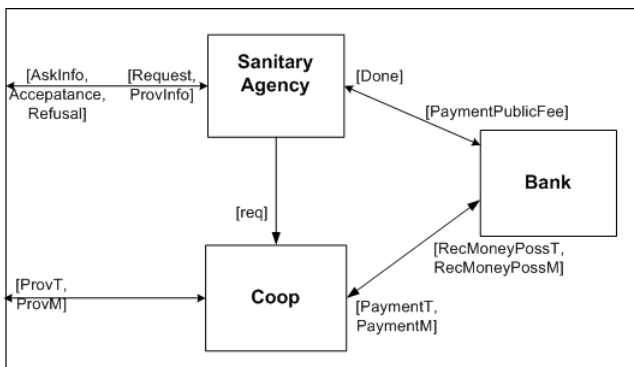 [AskInfo,
Accepatance,
Refusal]
[Request,
ProvInfo]
Sanitary
Agency
[Done]
[PaymentPublicFee]
Bank
[req]
[RecMoneyPossT,
RecMoneyPossM]
[ProvT,
ProvM]
Coop
[PaymentT,
PaymentM]